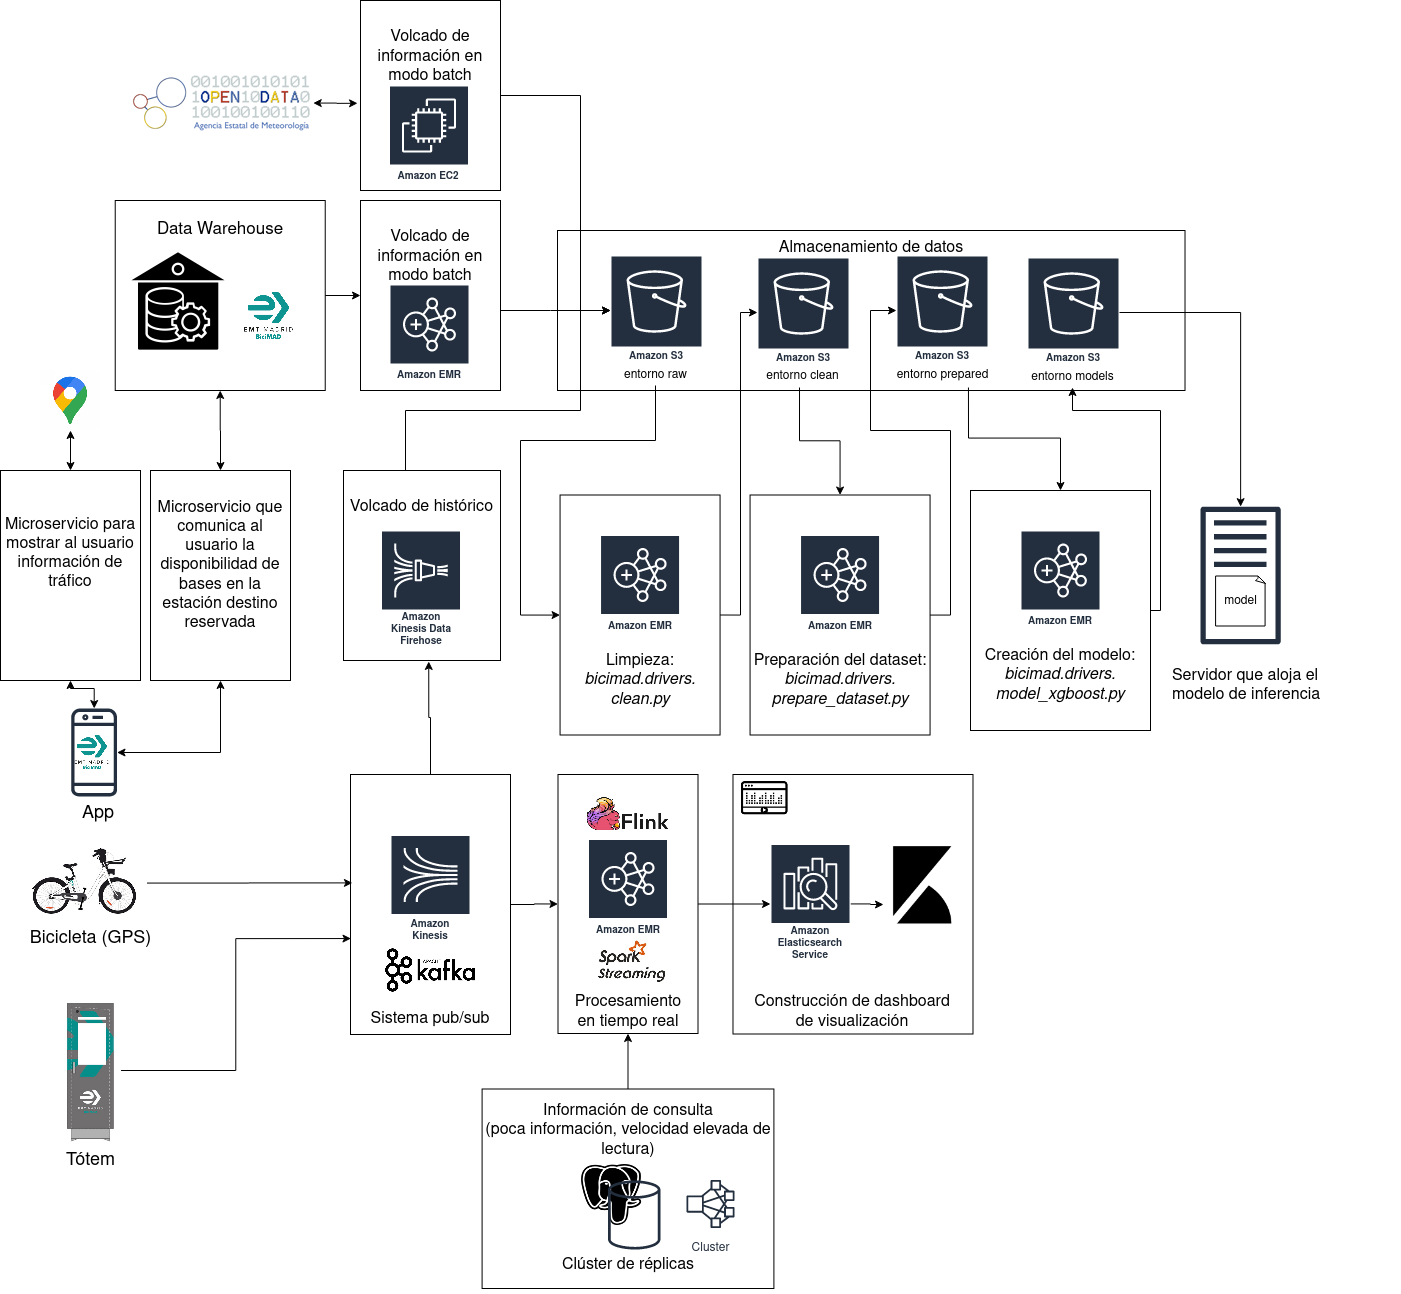 Volcado de
información en
modo batch
Amazon EC2
001001010101
1OPEN10DATA0
100100100110
Agencia Estatal de Meteorología
Data Warehouse
EMT MADRID
BiciMAD
Volcado de
información en
modo batch
Amazon EMR
Almacenamiento de datos
Amazon S3
entorno raw
Amazon S3
entorno clean
Amazon S3
entorno prepared
Amazon S3
entorno models
Microservicio para
mostrar al usuario
información de
tráfico
Microservicio que
comunica al
usuario la
disponibilidad de
bases en la
estación destino
reservada
Volcado de histórico
Amazon
Kinesis Data
Firehose
Amazon EMR
Limpieza:
bicimad.drivers.
clean.py
Amazon EMR
Preparación del dataset:
bicimad.drivers.
prepare_dataset.py
Amazon EMR
Creación del modelo:
bicimad.drivers.
model_xgboost.py
model
Servidor que aloja el
modelo de inferencia
EMT MADRID
BiciMAD
App
Bicicleta (GPS)
Tótem
Amazon
Kinesis
APACHE
kafka
Sistema pub/sub
Flink
Amazon EMR
Spark
Streaming
Procesamiento
en tiempo real
Amazon
Elasticsearch
Service
Construcción de dashboard
de visualización
Información de consulta
(poca información, velocidad elevada de
lectura)
Cluster
Clúster de réplicas